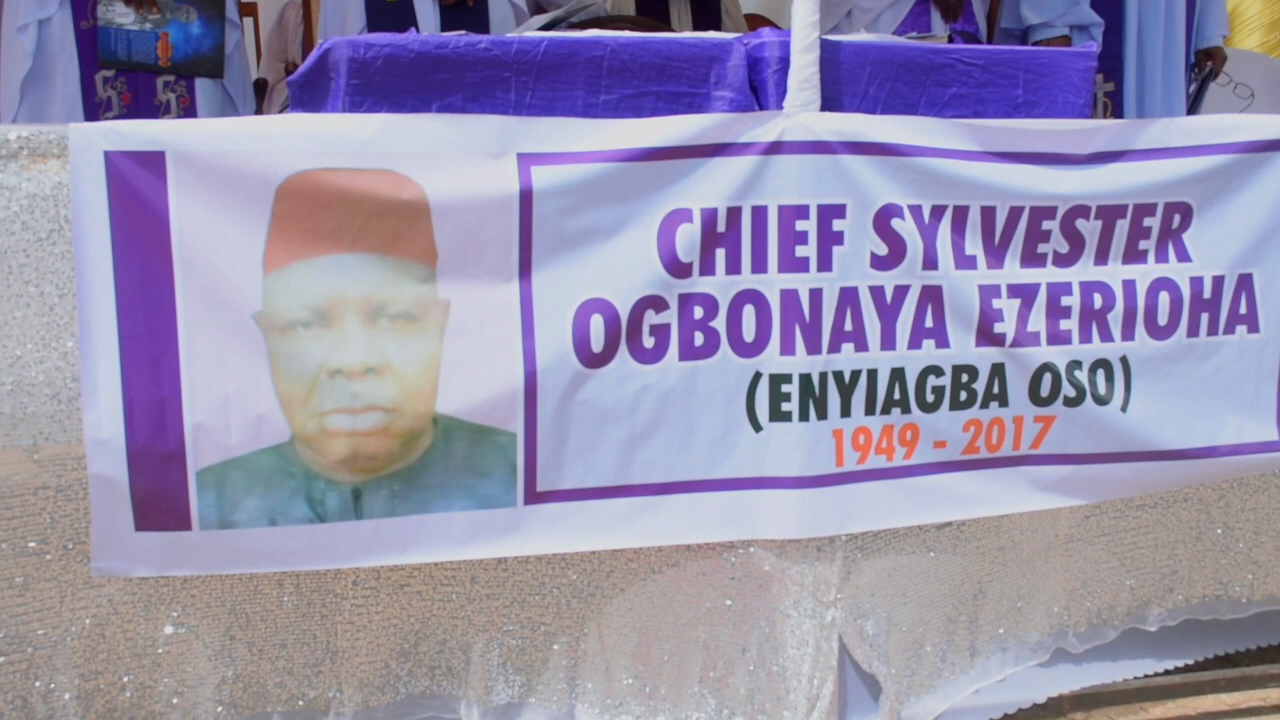 CHIEF SYLVESTER
OGBONAYA EZERIOHA
(ENYIAGBA OSO)
1949 - 2017